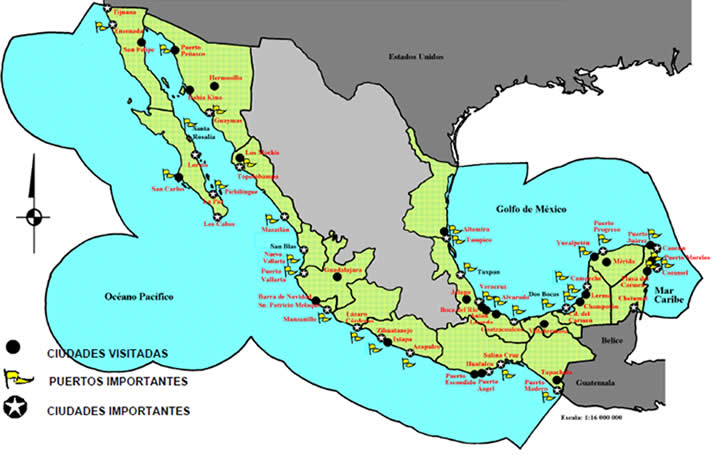 Tijuana
Ensenada
San Felipe
Puerto
Peñasco
Hermosillo
Bahía Kino
Guaymas
Santa
Rosalía
Loreto
San Carlos
La Paz
Pichilingue
Los Cabos
Los Mochis
Topolobampo
Mazatlán
San Blas
Nuevo
Vallarta
Puerto
Vallarta
Guadalajara
Barra de Navidad
Sn. Patricio Melaque
Manzanillo
Lázaro
Cárdenas
Zihuatanejo
Ixtapa
Acapulco
Puerto
Escondido
Huatulco
Puerto
Angel
Salina Cruz
Puerto
Madero
Tapachula
Estados Unidos
Golfo de México
Océano Pacífico
Mar
Caribe
Belice
Guatemala
Altamira
Tampico
Tuxpan
Jalapa
Veracruz
Boca del Río
Alvarado
Coatzacoalcos
Dos Bocas
Villahermosa
Cd. del
Carmen
Champotón
Lerma
Campeche
Yucalpetén
Puerto
Progreso
Mérida
Puerto
Juárez
Cancún
Puerto Morelos
Cozumel
Playa del
Carmen
Chetumal
CIUDADES VISITADAS
PUERTOS IMPORTANTES
CIUDADES IMPORTANTES
Escala: 1:16 000 000